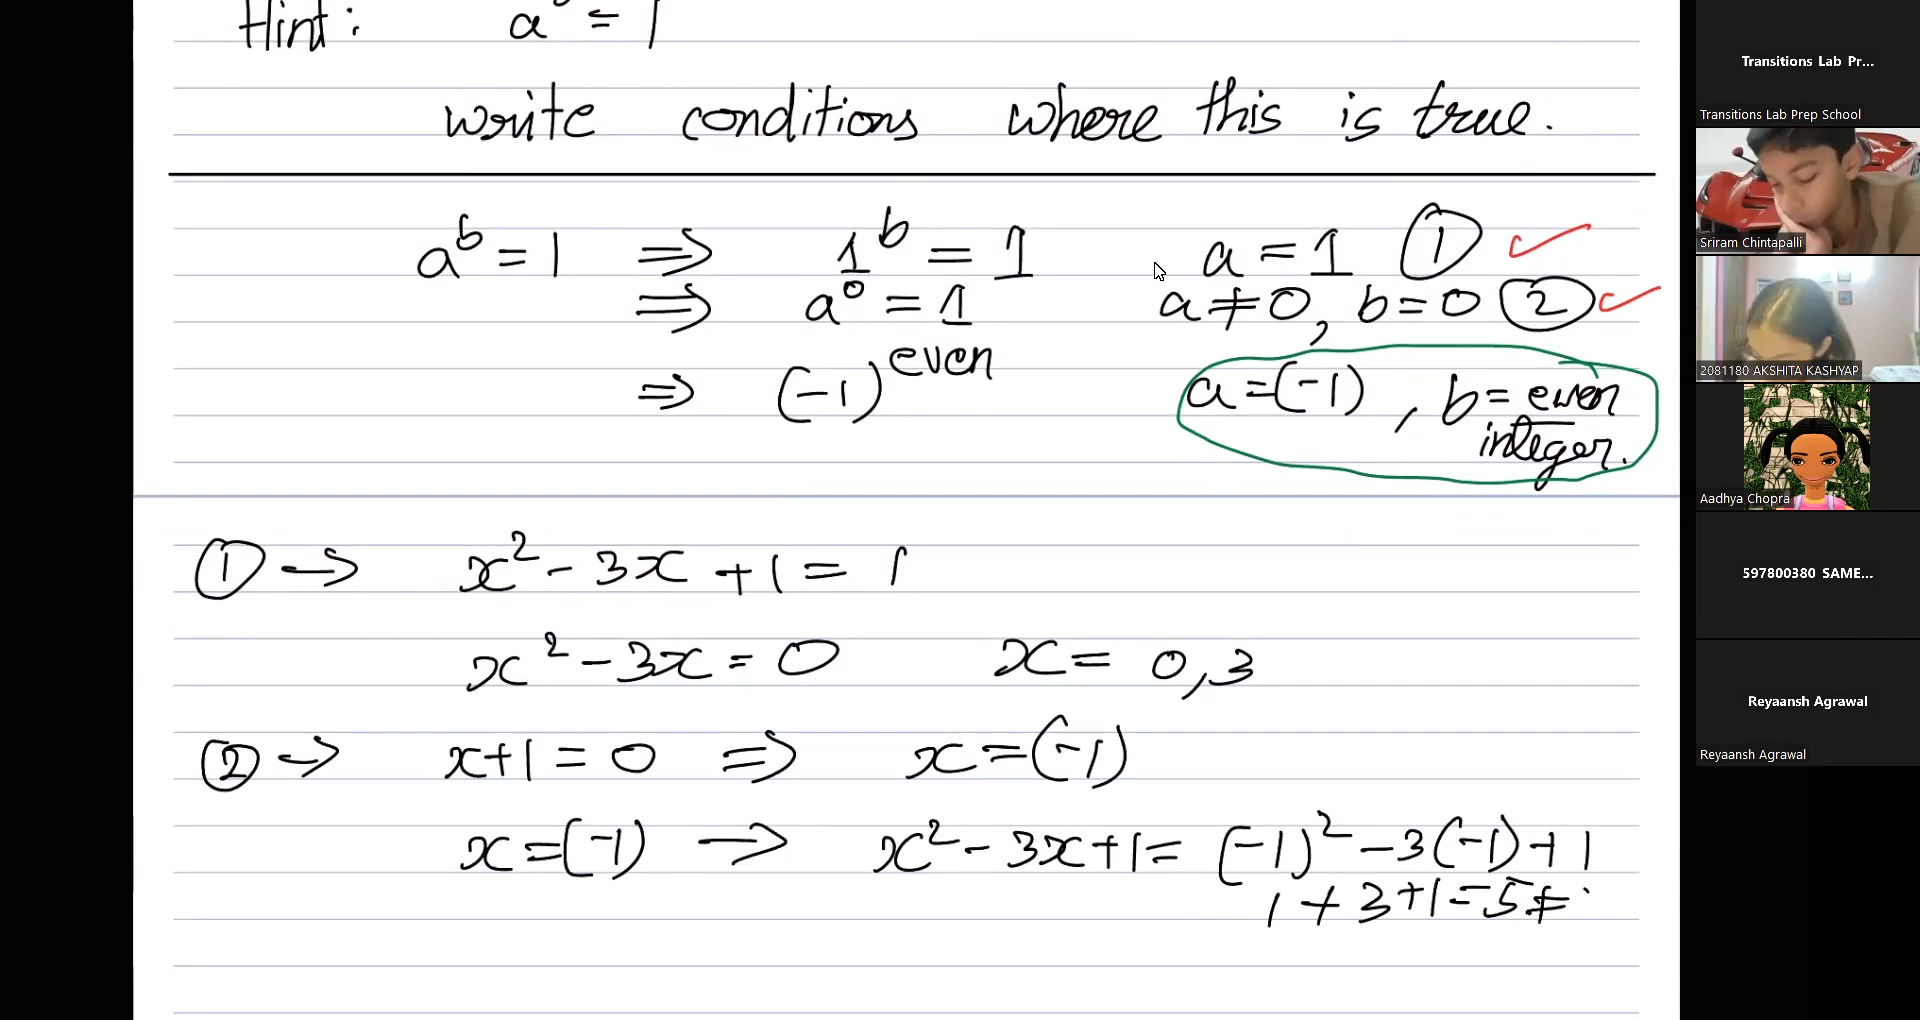 Hint: a^b = 1
write conditions where this is true.
a^b = 1 ⇒ 1^b = 1 a = 1 ① ✓
⇒ a^0 = 1 a ≠ 0, b = 0 ② ✓
⇒ (-1)^even a = (-1), b = even
integer.
① → x² - 3x + 1 = 1
x² - 3x = 0 x = 0, 3
② → x + 1 = 0 ⇒ x = (-1)
x = (-1) → x² - 3x + 1 = (-1)² - 3(-1) + 1
1 + 3 + 1 = 5 ≠
Transitions Lab Pr...
Transitions Lab Prep School
Sriram Chintapalli
2081180 AKSHITA KASHYAP
Aadhya Chopra
597800380 SAME...
Reyaansh Agrawal
Reyaansh Agrawal